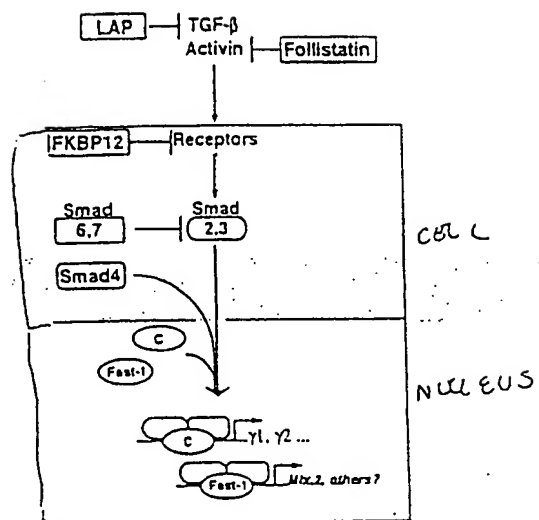 LAP TGF-β
Activin Follistatin
FKBP12 Receptors
Smad Smad
6,7 2,3
CELL
Smad4
C
Fast-1
NUCLEUS
C γ1, γ2 ...
Fast-1 Mix.2, others?